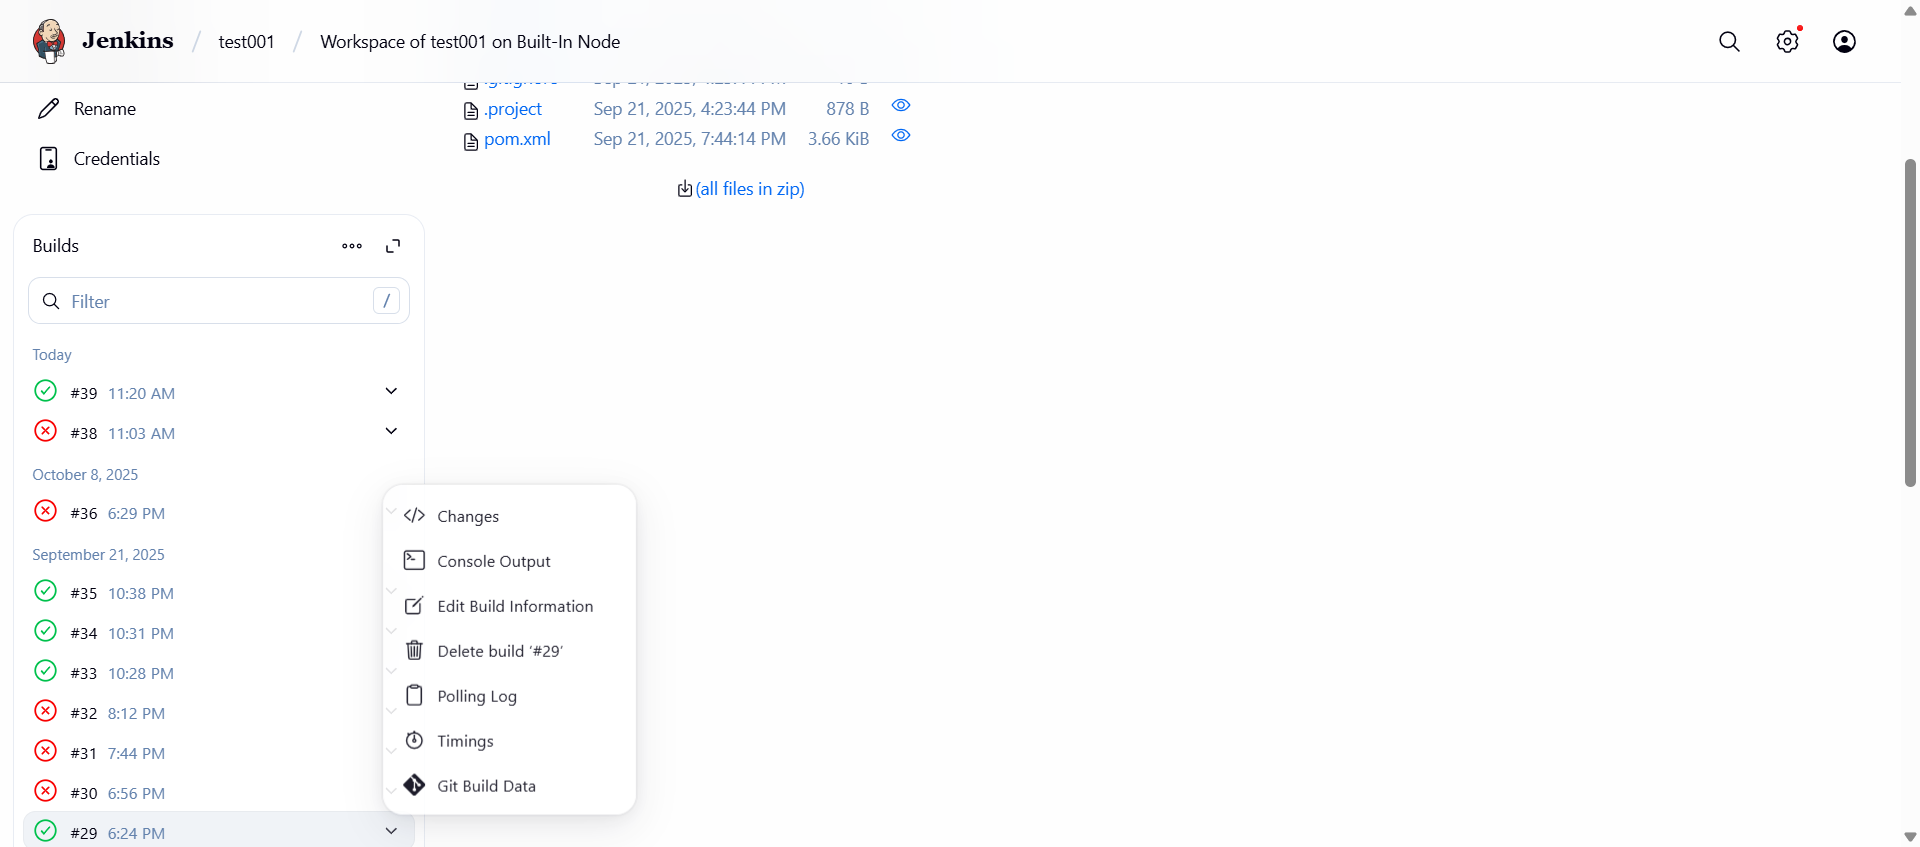 Jenkins / test001 / Workspace of test001 on Built-In Node
Rename
Credentials
.project Sep 21, 2025, 4:23:44 PM 878 B
pom.xml Sep 21, 2025, 7:44:14 PM 3.66 KiB
(all files in zip)
Builds
Filter /
Today
#39 11:20 AM
#38 11:03 AM
October 8, 2025
#36 6:29 PM
September 21, 2025
#35 10:38 PM
#34 10:31 PM
#33 10:28 PM
#32 8:12 PM
#31 7:44 PM
#30 6:56 PM
#29 6:24 PM
Changes
Console Output
Edit Build Information
Delete build ‘#29’
Polling Log
Timings
Git Build Data